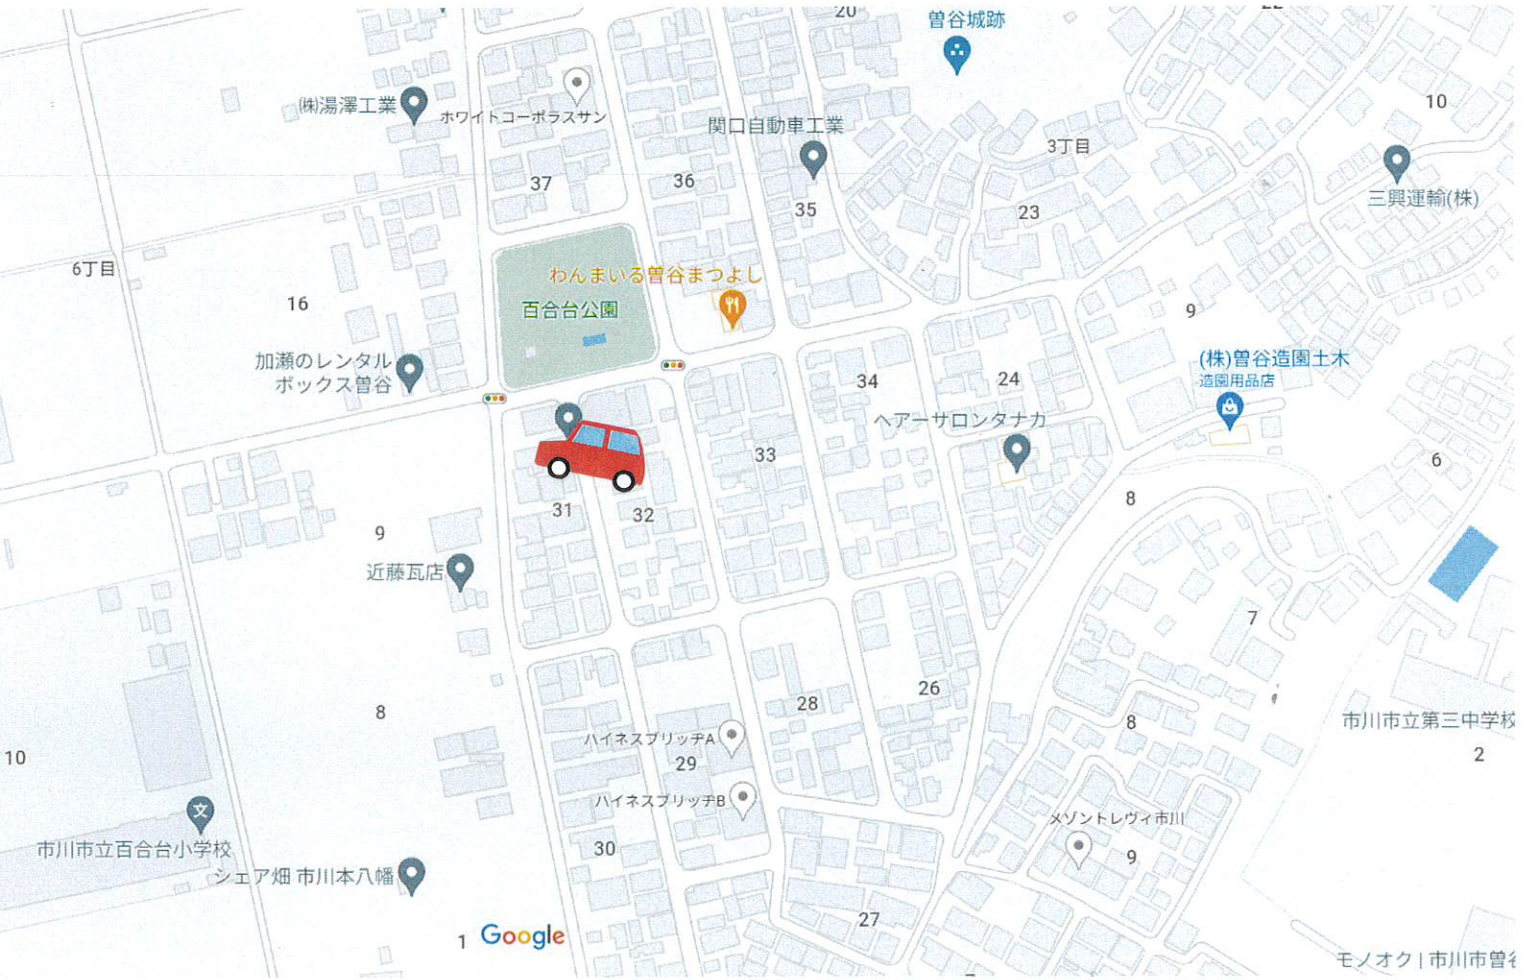 20
曽谷城跡
㈱湯澤工業
ホワイトコーポラスサン
関口自動車工業
10
3丁目
37
36
三興運輸(株)
35
23
6丁目
わんまいる曽谷まつよし
16
百合台公園
9
加瀬のレンタル
ボックス曽谷
(株)曽谷造園土木
造園用品店
34
24
ヘアーサロンタナカ
33
6
8
31
32
9
近藤瓦店
7
26
28
8
8
市川市立第三中学校
ハイネスブリッヂA
10
29
2
ハイネスブリッヂB
メゾントレヴィ市川
文
市川市立百合台小学校
30
9
シェア畑 市川本八幡
27
1
Google
モノオク | 市川市曽